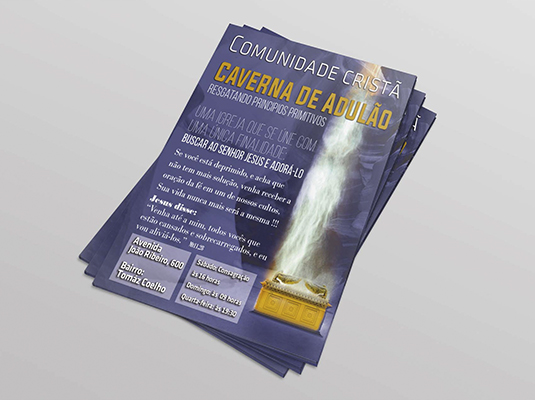 COMUNIDADE CRISTÃ
CAVERNA DE ADULÃO
RESGATANDO PRINCIPIOS PRIMITIVOS
UMA IGREJA QUE SE UNE COM
UMA ÚNICA FINALIDADE
BUSCAR AO SENHOR JESUS E ADORÁ-LO
Se você está deprimido, e acha que
não tem mais solução, venha receber a
oração da fé em um de nossos cultos,
Sua vida nunca mais será a mesma !!!
Jesus disse:
"Venha até a mim, todos vocês que
estão cansados e sobrecarregados, e eu
vou aliviá-los."
Avenida
João Ribeiro, 600
Bairro:
Tomaz Coelho
Sábado: Consagração
às 16 horas
Domingo: às 09 horas
Quarta-feira: às 19:30